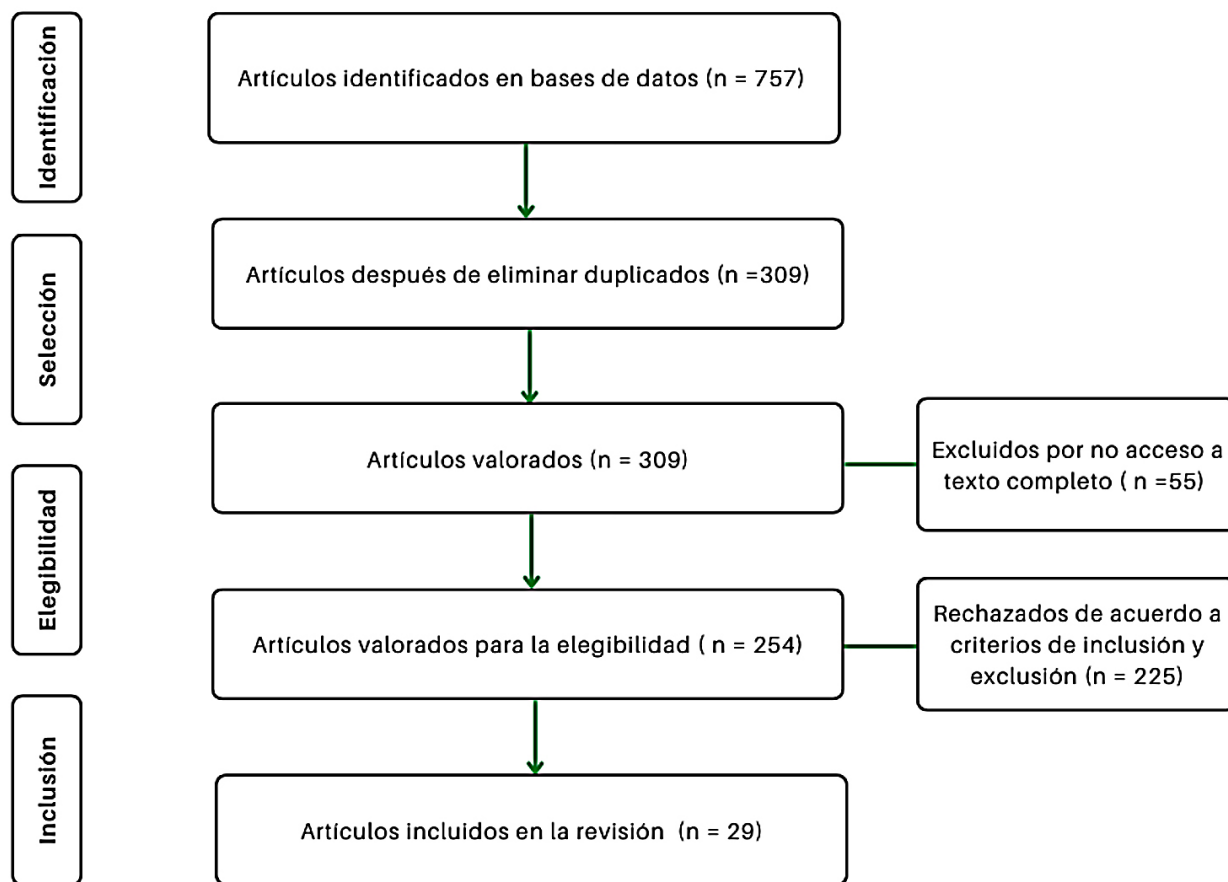 Identificación
Artículos identificados en bases de datos (n = 757)
Selección
Artículos después de eliminar duplicados (n =309)
Artículos valorados (n = 309)
Excluidos por no acceso a
texto completo ( n =55)
Elegibilidad
Artículos valorados para la elegibilidad ( n = 254)
Rechazados de acuerdo a
criterios de inclusión y
exclusión (n = 225)
Inclusión
Artículos incluidos en la revisión  (n = 29)